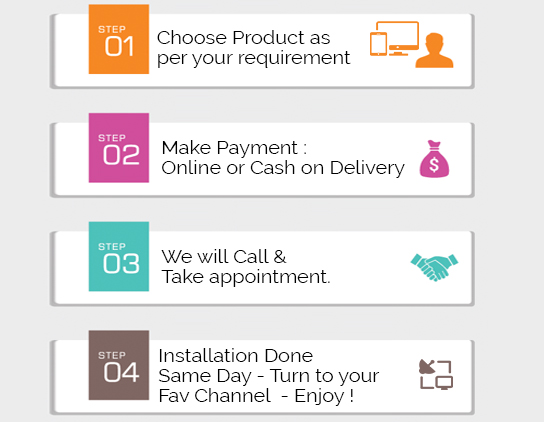 STEP
01
Choose Product as
per your requirement
STEP
02
Make Payment :
Online or Cash on Delivery
$
STEP
03
We will Call &
Take appointment.
STEP
04
Installation Done
Same Day - Turn to your
Fav Channel - Enjoy !